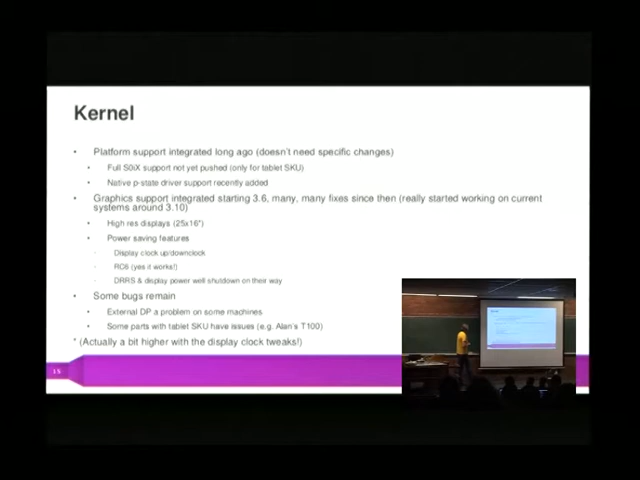 Kernel
• Platform support integrated long ago (doesn't need specific changes)
• Full S0iX support not yet pushed (only for tablet SKU)
• Native p-state driver support recently added
• Graphics support integrated starting 3.6, many, many fixes since then (really started working on current
systems around 3.10)
• High res displays (25x16*)
• Power saving features
- Display clock up/downclock
- RC6 (yes it works!)
- DRRS & display power well shutdown on their way
• Some bugs remain
• External DP a problem on some machines
• Some parts with tablet SKU have issues (e.g. Alan's T100)
* (Actually a bit higher with the display clock tweaks!)
15